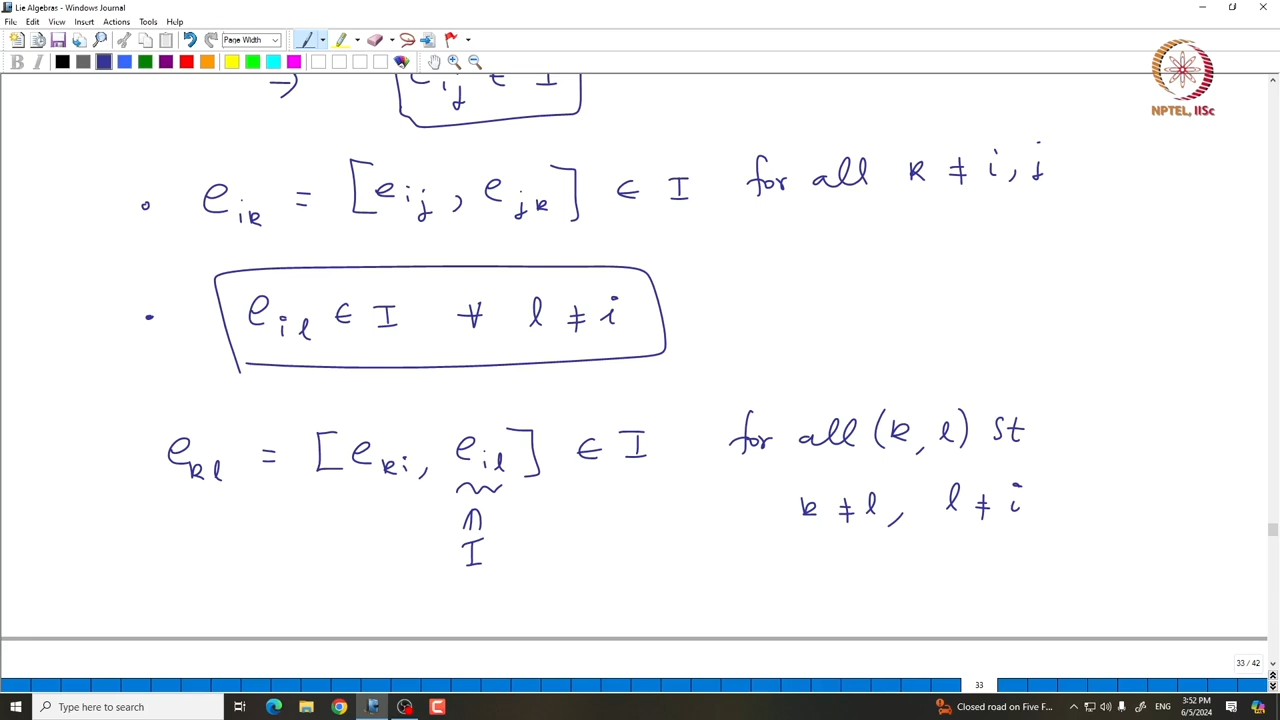 Lie Algebras - Windows Journal
File Edit View Insert Actions Tools Help
Page Width
B I
NPTEL, IISc
→ e_{ij} ∈ I
• e_{ik} = [e_{ij}, e_{jk}] ∈ I for all k ≠ i, j
• e_{il} ∈ I ∀ l ≠ i
e_{kl} = [e_{ki}, e_{il}] ∈ I for all (k, l) st
k ≠ l, l ≠ i
I
33 / 42
33
Type here to search
Closed road on Five F...
ENG
3:52 PM
6/5/2024